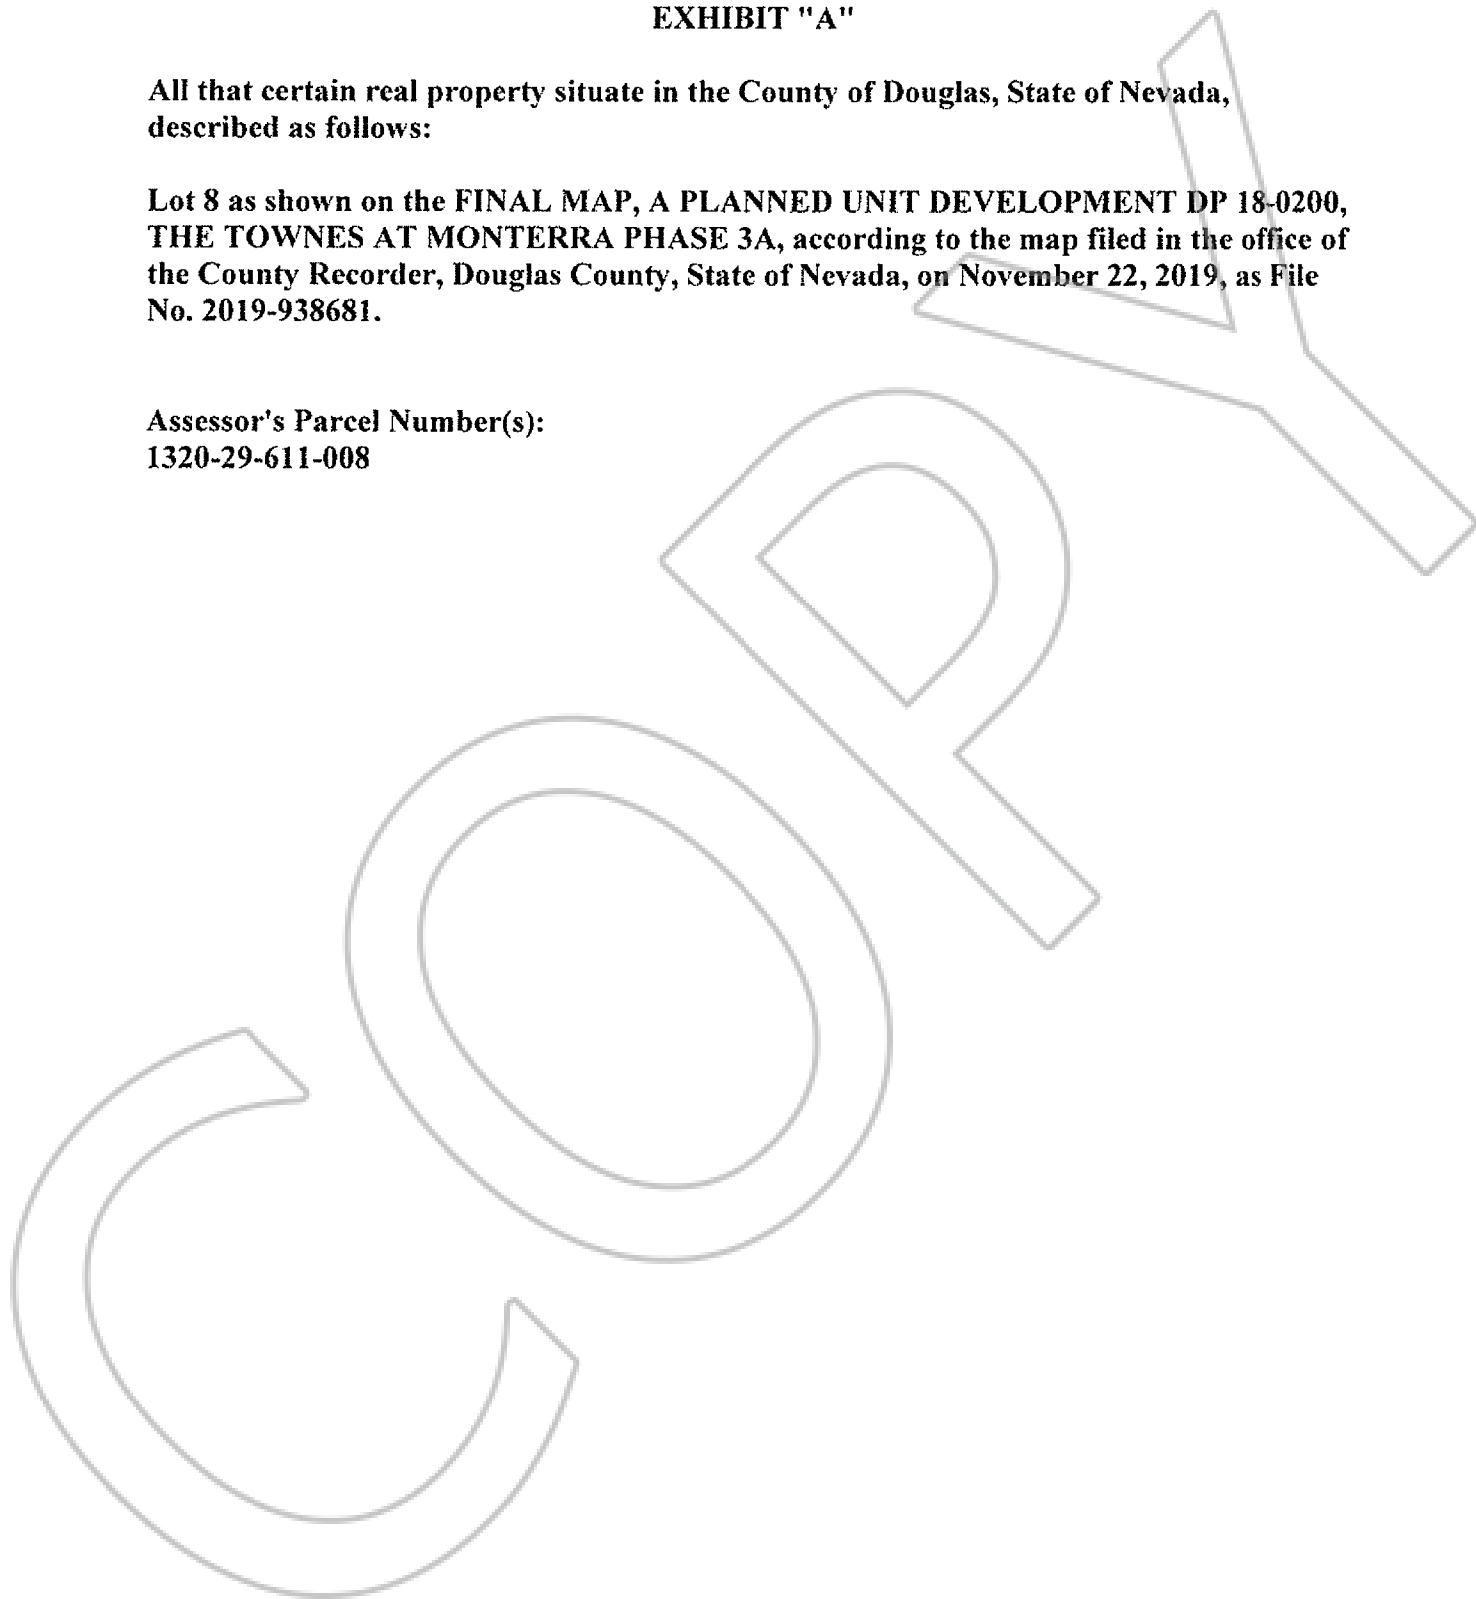 EXHIBIT "A"
All that certain real property situate in the County of Douglas, State of Nevada,
described as follows:
Lot 8 as shown on the FINAL MAP, A PLANNED UNIT DEVELOPMENT DP 18-0200,
THE TOWNES AT MONTERRA PHASE 3A, according to the map filed in the office of
the County Recorder, Douglas County, State of Nevada, on November 22, 2019, as File
No. 2019-938681.
Assessor's Parcel Number(s):
1320-29-611-008
COPY